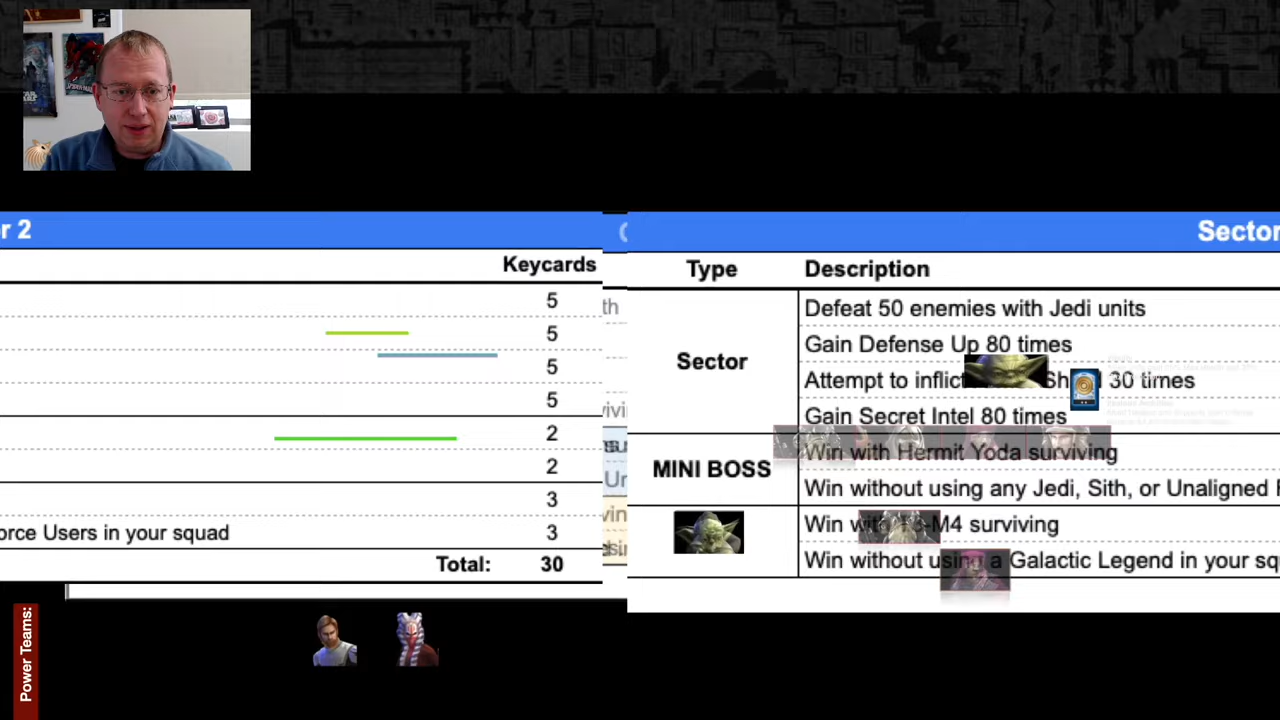 r 2
Keycards
5
5
5
5
2
2
3
orce Users in your squad 3
Total: 30
th
Sector
Type Description
Sector
Defeat 50 enemies with Jedi units
Gain Defense Up 80 times
Attempt to inflic 30 times
Gain Secret Intel 80 times
MINI BOSS
Win with Hermit Yoda surviving
Win without using any Jedi, Sith, or Unaligned F
Win with -M4 surviving
Win without using a Galactic Legend in your sq
Power Teams: